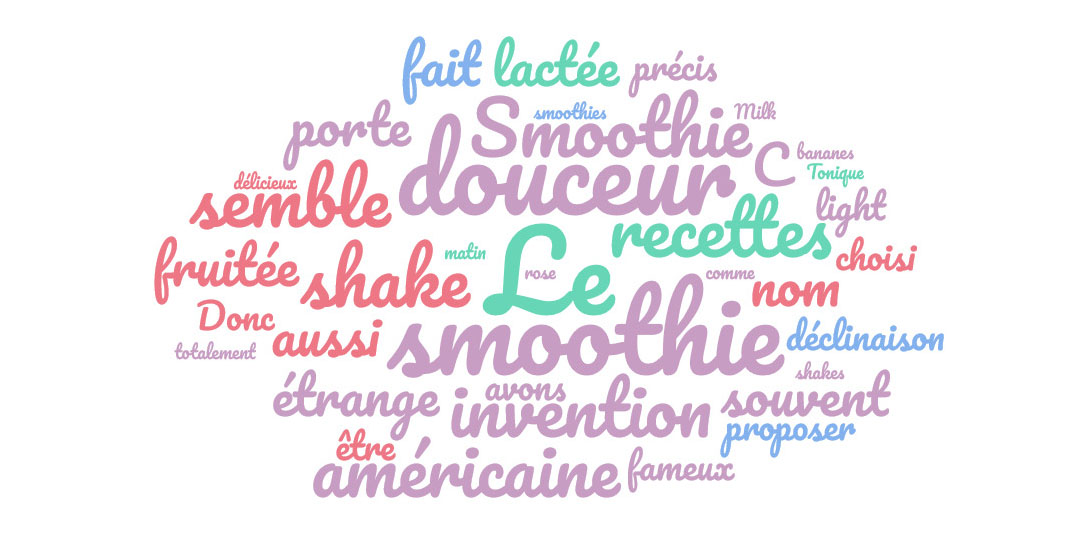 fait lactée précis
porte Smoothie smoothies Milk
délicieux semble douceur C bananes
Tonique
light
recettes
fruitée shake matin Le rose comme nom choisi
Donc aussi smoothie déclinaison
totalement
shakes
étrange avons invention souvent
être proposer
américaine fameux